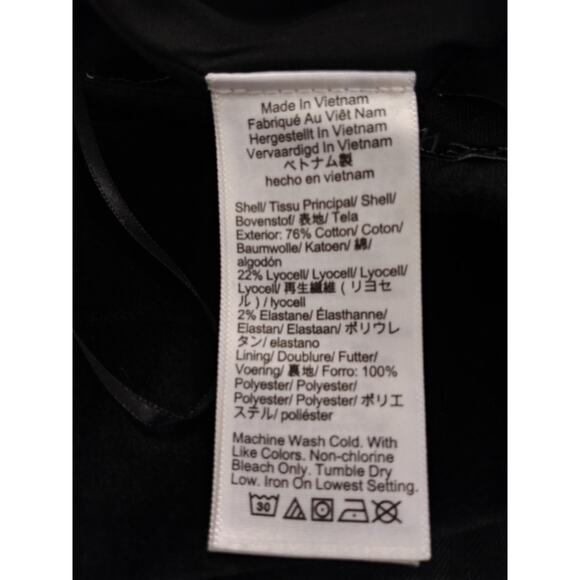 Made In Vietnam
Fabriqué Au Viêt Nam
Hergestellt In Vietnam
Vervaardigd In Vietnam
ベトナム製
hecho en vietnam
Shell/ Tissu Principal/ Shell/
Bovenstof/ 表地/ Tela
Exterior: 76% Cotton/ Coton/
Baumwolle/ Katoen/ 綿/
algodón
22% Lyocell/ Lyocell/ Lyocell/
Lyocell/ 再生繊維 ( リヨセ
ル ) / lyocell
2% Elastane/ Élasthanne/
Elastan/ Elastaan/ ポリウレ
タン/ elastano
Lining/ Doublure/ Futter/
Voering/ 裏地/ Forro: 100%
Polyester/ Polyester/
Polyester/ Polyester/ ポリエ
ステル/ poliéster
Machine Wash Cold. With
Like Colors. Non-chlorine
Bleach Only. Tumble Dry
Low. Iron On Lowest Setting.
30